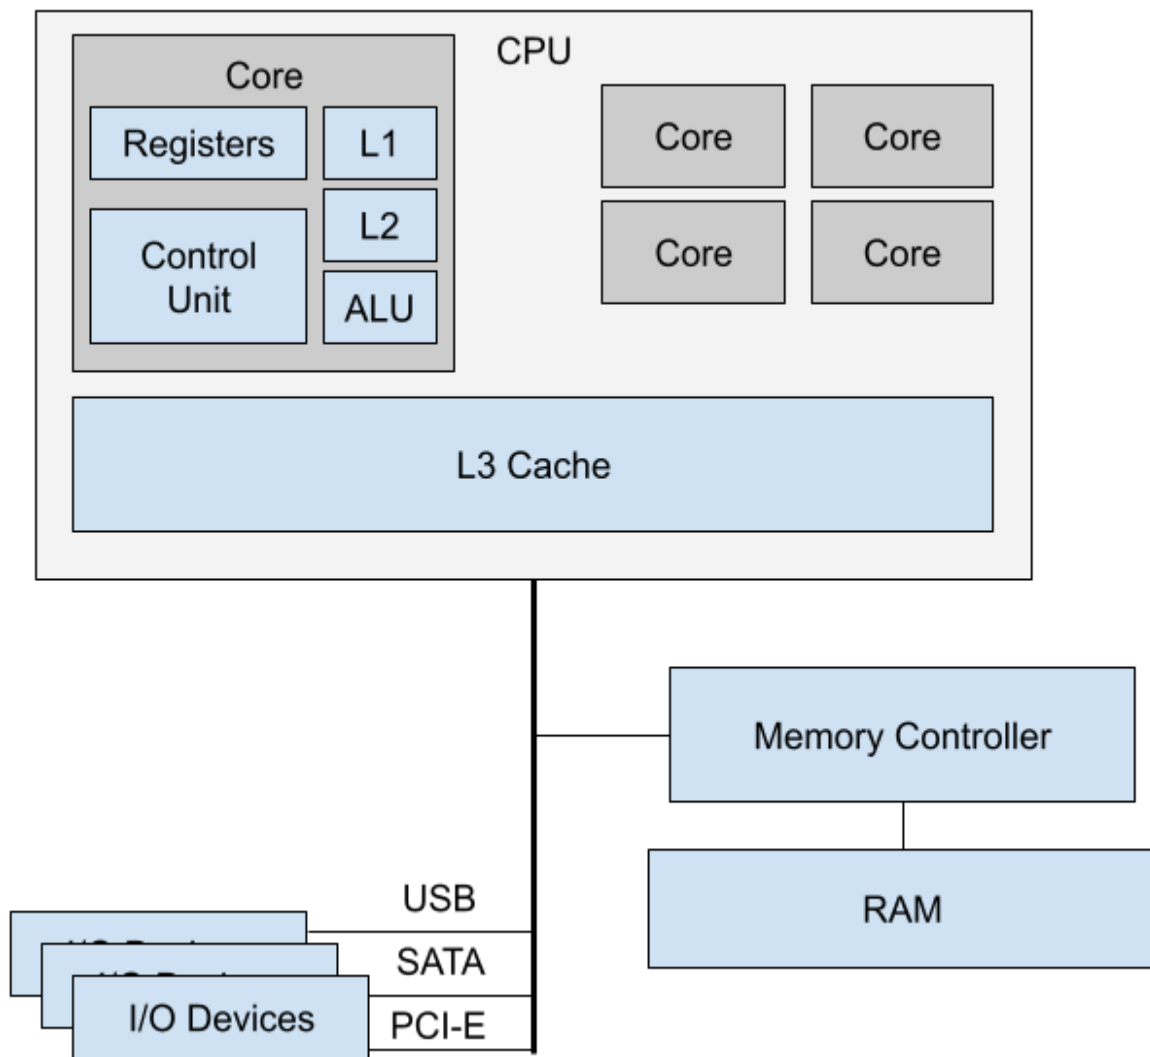 CPU
Core
Registers
L1
L2
Control
Unit
ALU
Core
Core
Core
Core
L3 Cache
Memory Controller
RAM
USB
SATA
PCI-E
I/O Devices